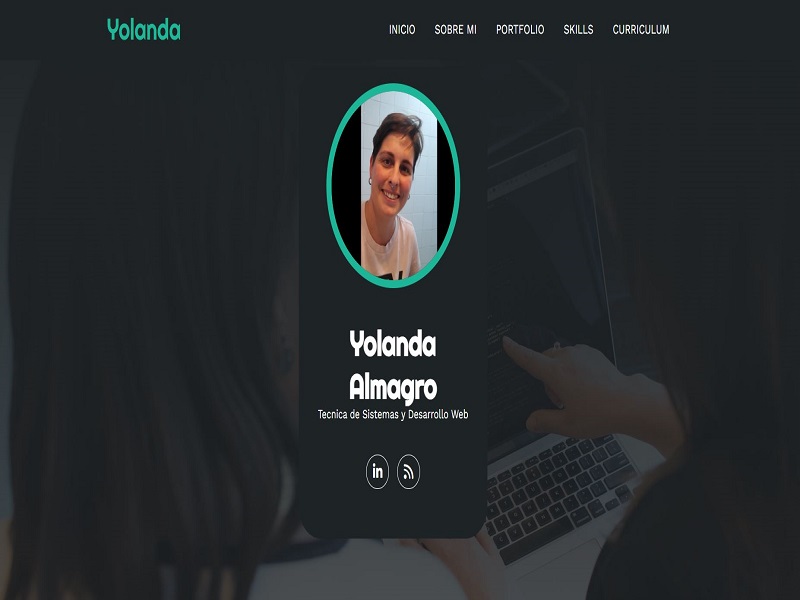 Yolanda
INICIO SOBRE MI PORTFOLIO SKILLS CURRICULUM
Yolanda
Almagro
Tecnica de Sistemas y Desarrollo Web
in